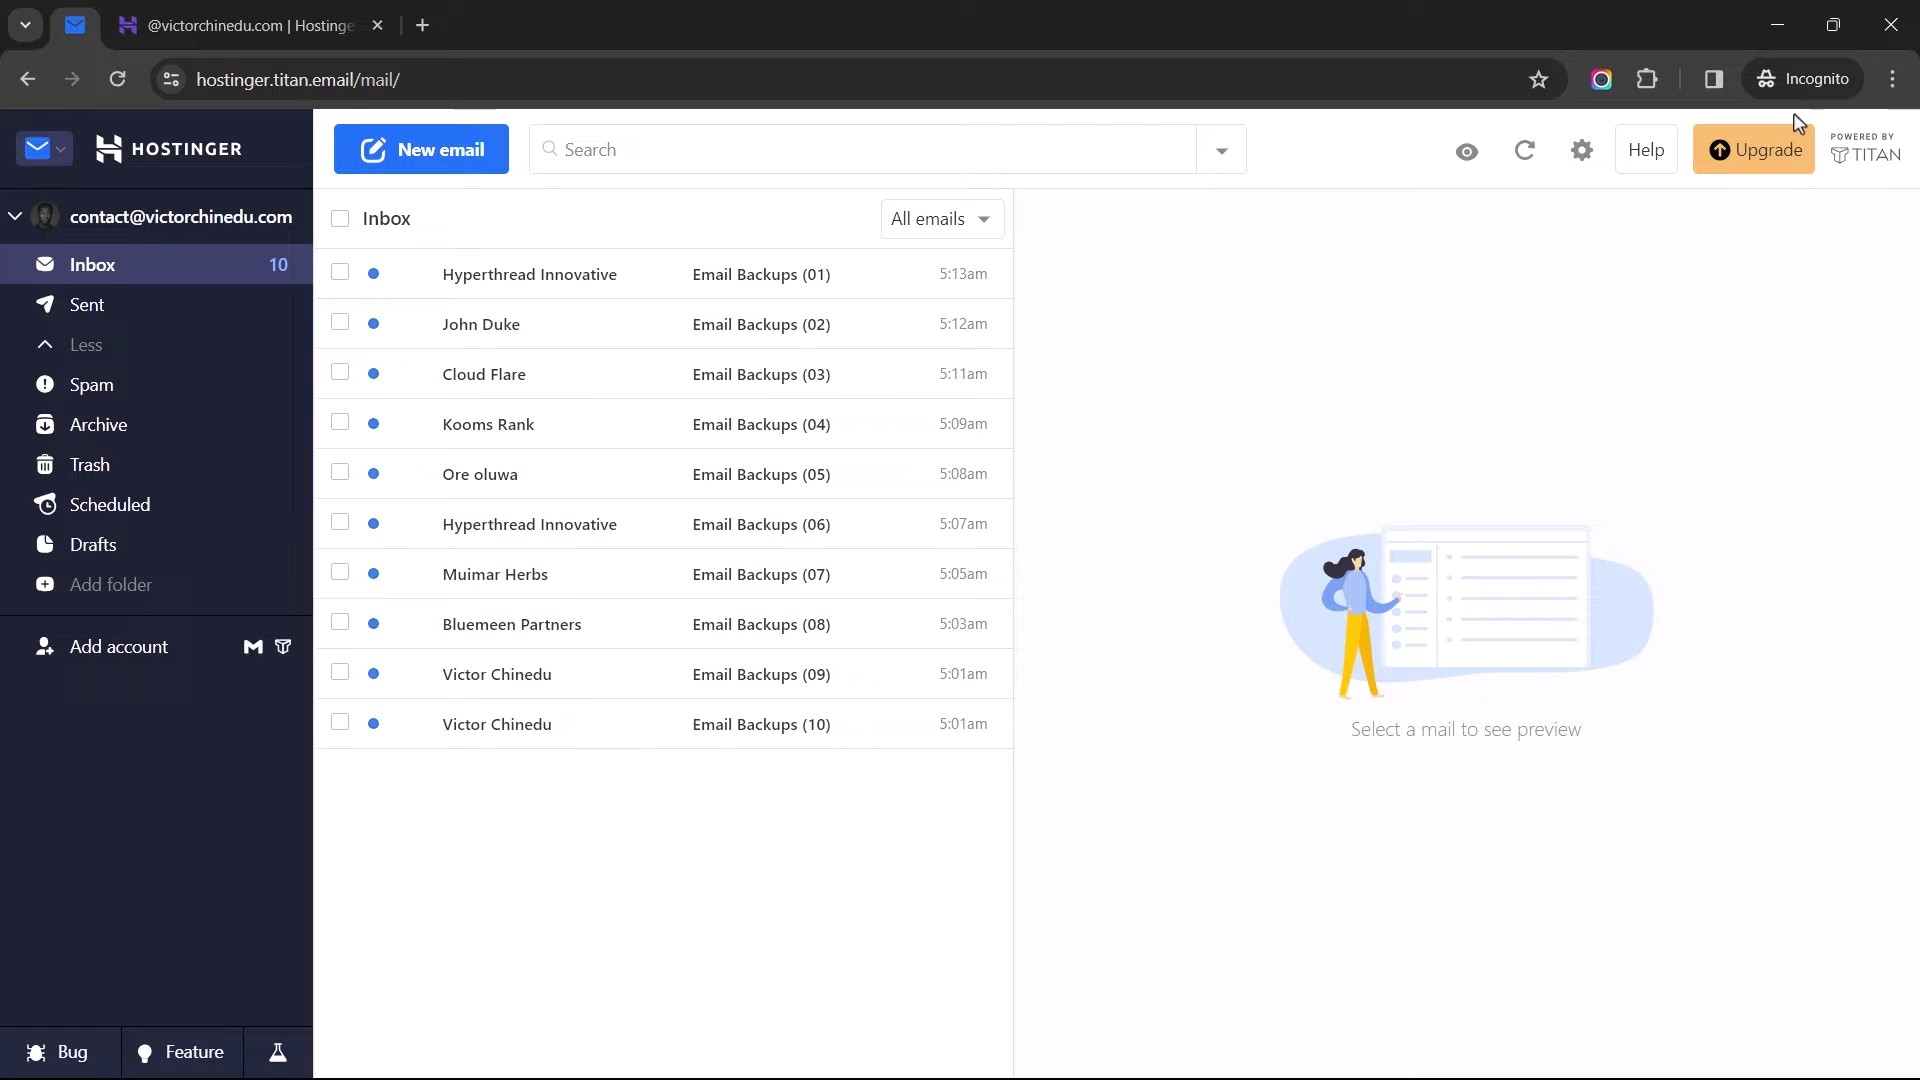 @victorchinedu.com | Hostinge
hostinger.titan.email/mail/
Incognito
HOSTINGER
New email
Search
Help
Upgrade
POWERED BY
TITAN
contact@victorchinedu.com
Inbox 10
Sent
Less
Spam
Archive
Trash
Scheduled
Drafts
Add folder
Add account
Bug
Feature
Inbox
All emails
Hyperthread Innovative Email Backups (01) 5:13am
John Duke Email Backups (02) 5:12am
Cloud Flare Email Backups (03) 5:11am
Kooms Rank Email Backups (04) 5:09am
Ore oluwa Email Backups (05) 5:08am
Hyperthread Innovative Email Backups (06) 5:07am
Muimar Herbs Email Backups (07) 5:05am
Bluemeen Partners Email Backups (08) 5:03am
Victor Chinedu Email Backups (09) 5:01am
Victor Chinedu Email Backups (10) 5:01am
Select a mail to see preview